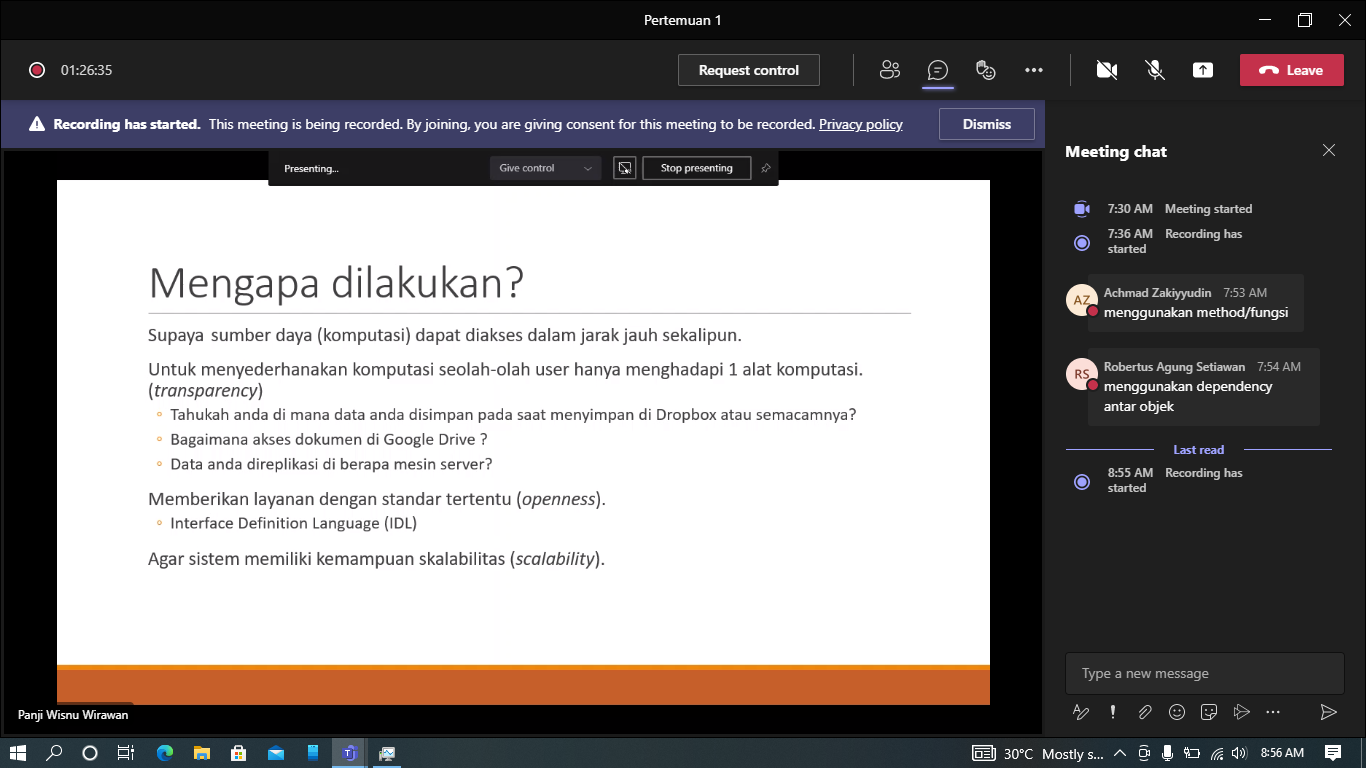 Pertemuan 1
01:26:35
Request control
Leave
Recording has started. This meeting is being recorded. By joining, you are giving consent for this meeting to be recorded. Privacy policy
Dismiss
Presenting...
Give control
Stop presenting
Mengapa dilakukan?
Supaya sumber daya (komputasi) dapat diakses dalam jarak jauh sekalipun.
Untuk menyederhanakan komputasi seolah-olah user hanya menghadapi 1 alat komputasi.
(transparency)
Tahukah anda di mana data anda disimpan pada saat menyimpan di Dropbox atau semacamnya?
Bagaimana akses dokumen di Google Drive ?
Data anda direplikasi di berapa mesin server?
Memberikan layanan dengan standar tertentu (openness).
Interface Definition Language (IDL)
Agar sistem memiliki kemampuan skalabilitas (scalability).
Panji Wisnu Wirawan
Meeting chat
7:30 AM Meeting started
7:36 AM Recording has
started
AZ
Achmad Zakiyyudin 7:53 AM
menggunakan method/fungsi
RS
Robertus Agung Setiawan 7:54 AM
menggunakan dependency
antar objek
Last read
8:55 AM Recording has
started
Type a new message
30°C Mostly s...
8:56 AM